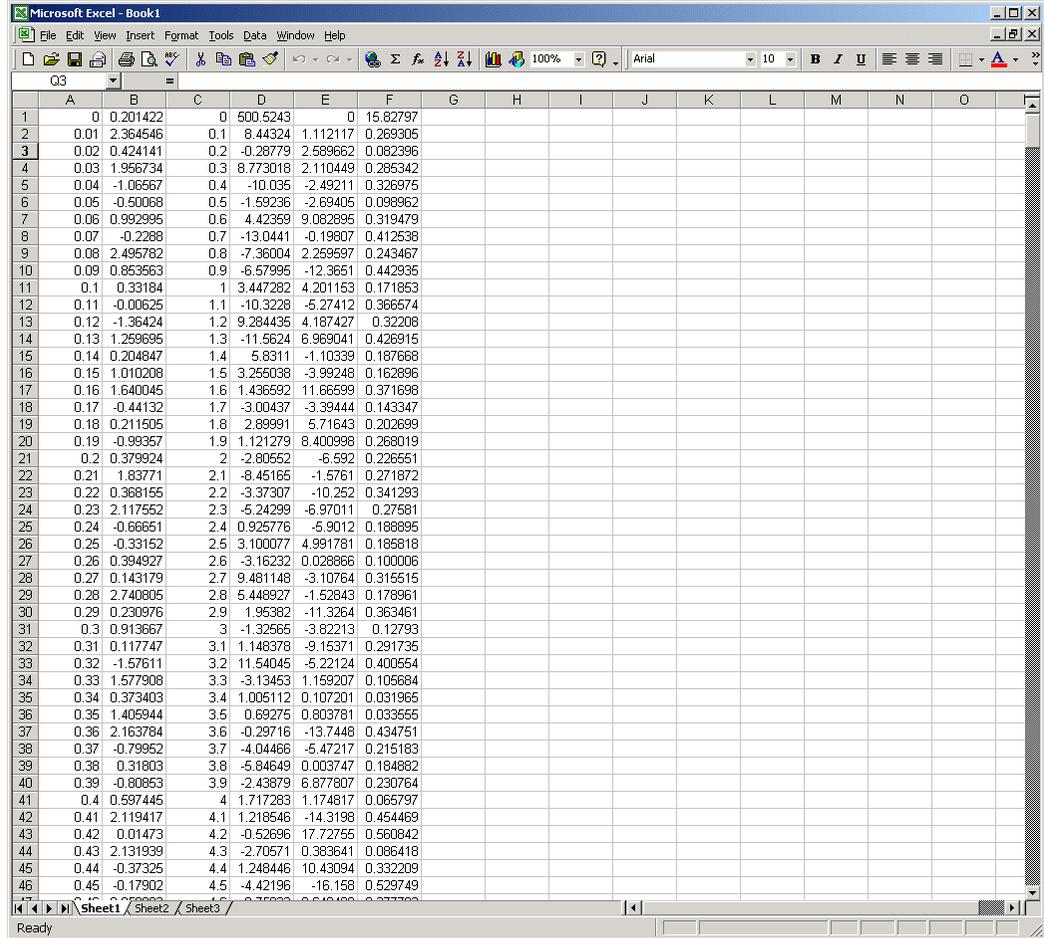 Microsoft Excel - Book1
File Edit View Insert Format Tools Data Window Help
100% Arial 10 B I U
Q3 =
A B C D E F G H I J K L M N O
1 0 0.201422 0 500.5243 0 15.82797
2 0.01 2.364546 0.1 8.44324 1.112117 0.269305
3 0.02 0.424141 0.2 -0.28779 2.589662 0.082396
4 0.03 1.956734 0.3 8.773018 2.110449 0.285342
5 0.04 -1.06567 0.4 -10.035 -2.49211 0.326975
6 0.05 -0.50068 0.5 -1.59236 -2.69405 0.098962
7 0.06 0.992995 0.6 4.42359 9.082895 0.319479
8 0.07 -0.2288 0.7 -13.0441 -0.19807 0.412538
9 0.08 2.495782 0.8 -7.36004 2.259597 0.243467
10 0.09 0.853563 0.9 -6.57995 -12.3651 0.442935
11 0.1 0.33184 1 3.447282 4.201153 0.171853
12 0.11 -0.00625 1.1 -10.3228 -5.27412 0.366574
13 0.12 -1.36424 1.2 9.284435 4.187427 0.32208
14 0.13 1.259695 1.3 -11.5624 6.969041 0.426915
15 0.14 0.204847 1.4 5.8311 -1.10339 0.187668
16 0.15 1.010208 1.5 3.255038 -3.99248 0.162896
17 0.16 1.640045 1.6 1.436592 11.66599 0.371698
18 0.17 -0.44132 1.7 -3.00437 -3.39444 0.143347
19 0.18 0.211505 1.8 2.89991 5.71643 0.202699
20 0.19 -0.99357 1.9 1.121279 8.400998 0.268019
21 0.2 0.379924 2 -2.80552 -6.592 0.226551
22 0.21 1.83771 2.1 -8.45165 -1.5761 0.271872
23 0.22 0.368155 2.2 -3.37307 -10.252 0.341293
24 0.23 2.117552 2.3 -5.24299 -6.97011 0.27581
25 0.24 -0.66651 2.4 0.925776 -5.9012 0.188895
26 0.25 -0.33152 2.5 3.100077 4.991781 0.185818
27 0.26 0.394927 2.6 -3.16232 0.028866 0.100006
28 0.27 0.143179 2.7 9.481148 -3.10764 0.315515
29 0.28 2.740805 2.8 5.448927 -1.52843 0.178961
30 0.29 0.230976 2.9 1.95382 -11.3264 0.363461
31 0.3 0.913667 3 -1.32565 -3.82213 0.12793
32 0.31 0.117747 3.1 1.148378 -9.15371 0.291735
33 0.32 -1.57611 3.2 11.54045 -5.22124 0.400554
34 0.33 1.577908 3.3 -3.13453 1.159207 0.105684
35 0.34 0.373403 3.4 1.005112 0.107201 0.031965
36 0.35 1.405944 3.5 0.69275 0.803781 0.033555
37 0.36 2.163784 3.6 -0.29716 -13.7448 0.434751
38 0.37 -0.79952 3.7 -4.04466 -5.47217 0.215183
39 0.38 0.31803 3.8 -5.84649 0.003747 0.184882
40 0.39 -0.80853 3.9 -2.43879 6.877807 0.230764
41 0.4 0.597445 4 1.717283 1.174817 0.065797
42 0.41 2.119417 4.1 1.218546 -14.3198 0.454469
43 0.42 0.01473 4.2 -0.52696 17.72755 0.560842
44 0.43 2.131939 4.3 -2.70571 0.383641 0.086418
45 0.44 -0.37325 4.4 1.248446 10.43094 0.332209
46 0.45 -0.17902 4.5 -4.42196 -16.158 0.529749
Sheet1 Sheet2 Sheet3
Ready